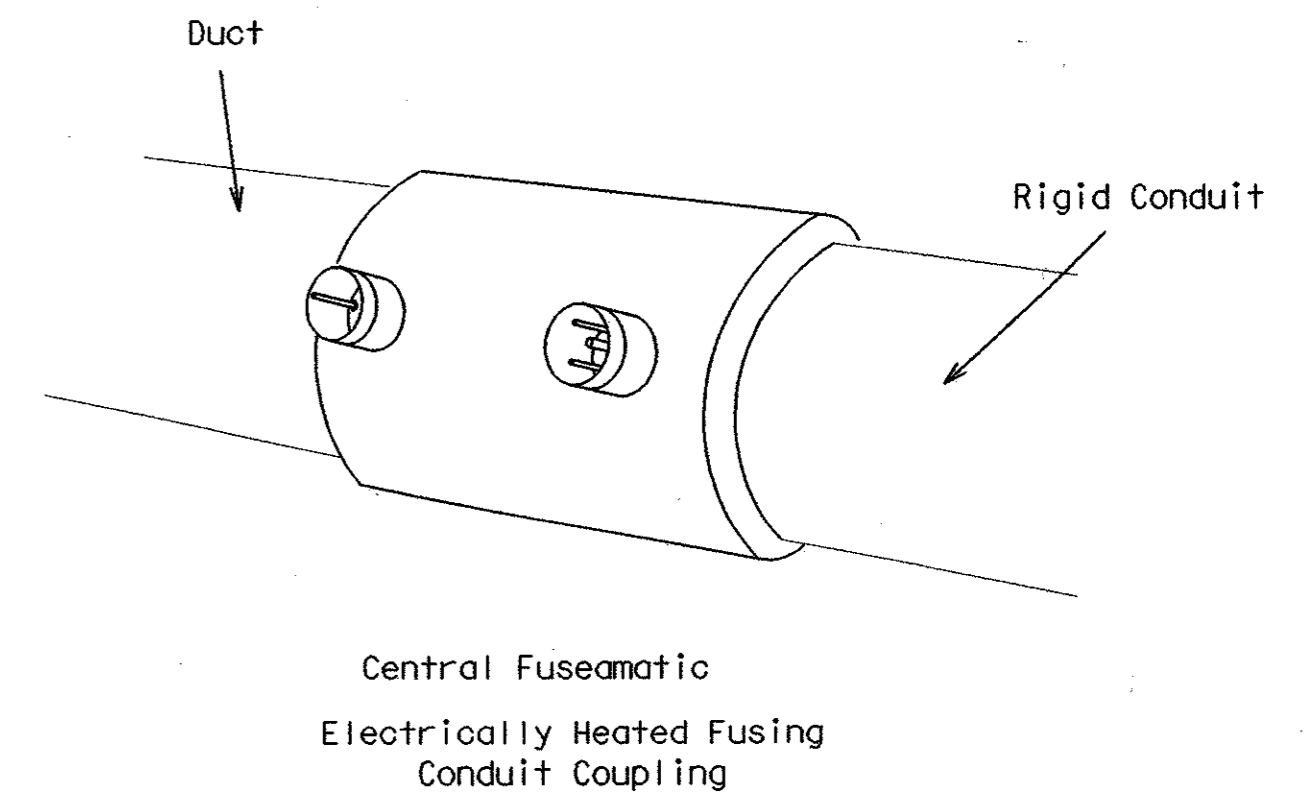 Duct
Rigid Conduit
Central Fuseamatic
Electrically Heated Fusing
Conduit Coupling